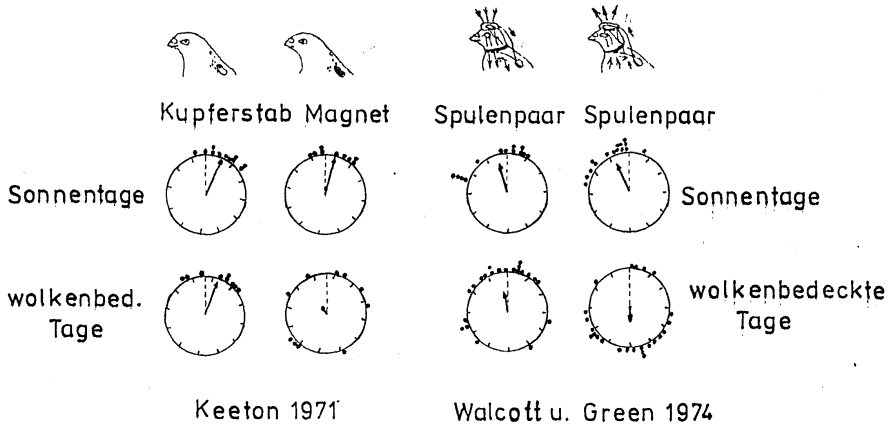 Kupferstab Magnet Spulenpaar Spulenpaar
Sonnentage Sonnentage
wolkenbed. wolkenbedeckte
Tage Tage
Keeton 1971 Walcott u. Green 1974